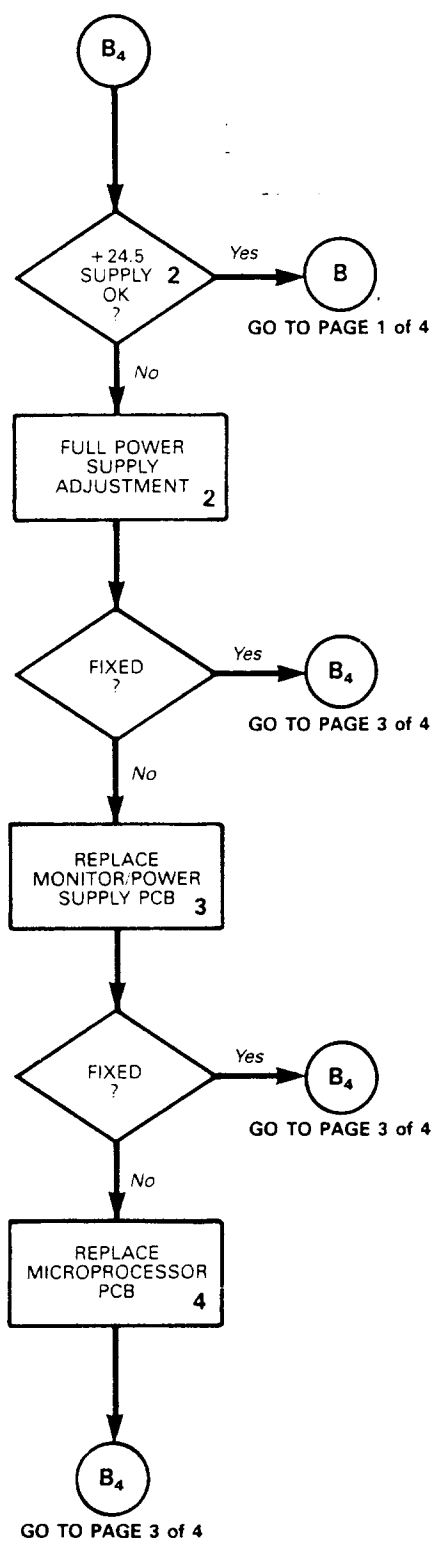 B₄
+24.5
SUPPLY 2
OK
?
Yes
B
GO TO PAGE 1 of 4
No
FULL POWER
SUPPLY
ADJUSTMENT
2
FIXED
?
Yes
B₄
GO TO PAGE 3 of 4
No
REPLACE
MONITOR/POWER
SUPPLY PCB
3
FIXED
?
Yes
B₄
GO TO PAGE 3 of 4
No
REPLACE
MICROPROCESSOR
PCB
4
B₄
GO TO PAGE 3 of 4